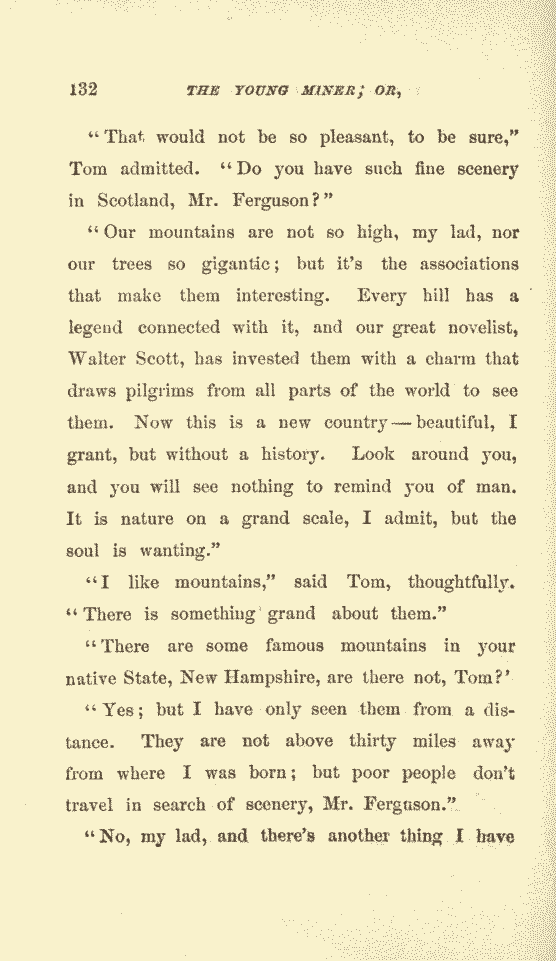 132 THE YOUNG MINER; OR,
“That would not be so pleasant, to be sure,”
Tom admitted. “Do you have such fine scenery
in Scotland, Mr. Ferguson?”
“Our mountains are not so high, my lad, nor
our trees so gigantic; but it’s the associations
that make them interesting. Every hill has a
legend connected with it, and our great novelist,
Walter Scott, has invested them with a charm that
draws pilgrims from all parts of the world to see
them. Now this is a new country—beautiful, I
grant, but without a history. Look around you,
and you will see nothing to remind you of man.
It is nature on a grand scale, I admit, but the
soul is wanting.”
“I like mountains,” said Tom, thoughtfully.
“There is something grand about them.”
“There are some famous mountains in your
native State, New Hampshire, are there not, Tom?’
“Yes; but I have only seen them from a dis-
tance. They are not above thirty miles away
from where I was born; but poor people don’t
travel in search of scenery, Mr. Ferguson.”
“No, my lad, and there’s another thing I have